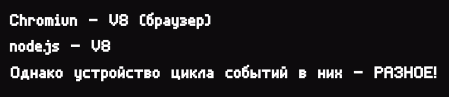 Chromiun - V8 (браузер)
nodejs - V8
Однако устройство цикла событий в них - РАЗНОЕ!